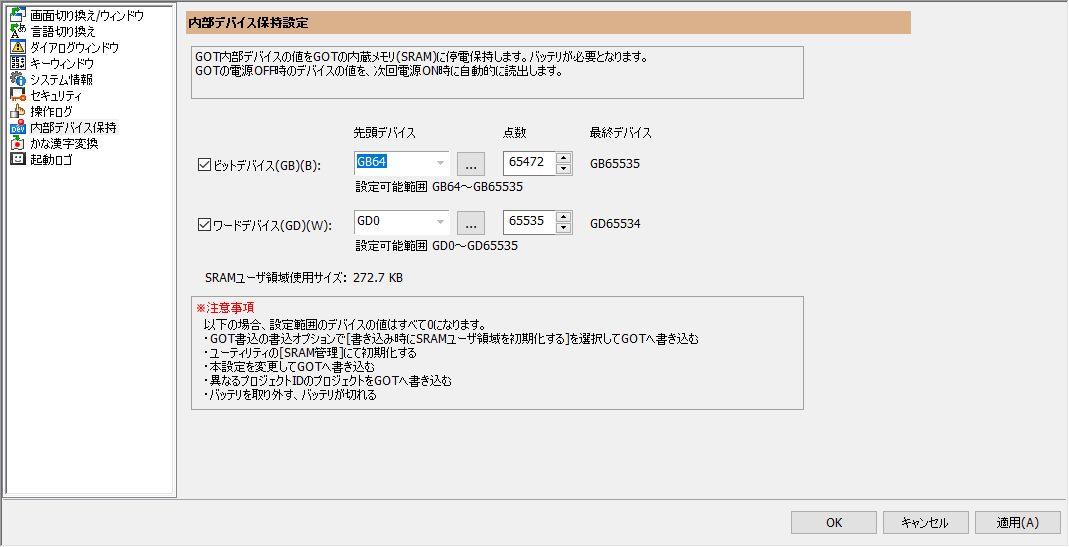 画面切り換え/ウィンドウ
言語切り換え
ダイアログウィンドウ
キーウィンドウ
システム情報
セキュリティ
操作ログ
内部デバイス保持
かな漢字変換
起動ロゴ
内部デバイス保持設定
GOT内部デバイスの値をGOTの内蔵メモリ(SRAM)に停電保持します。バッテリが必要となります。
GOTの電源OFF時のデバイスの値を、次回電源ON時に自動的に読出します。
先頭デバイス 点数 最終デバイス
ビットデバイス(GB)(B): GB64 ... 65472 GB65535
設定可能範囲 GB64～GB65535
ワードデバイス(GD)(W): GD0 ... 65535 GD65534
設定可能範囲 GD0～GD65535
SRAMユーザ領域使用サイズ: 272.7 KB
※注意事項
以下の場合、設定範囲のデバイスの値はすべて0になります。
・GOT書込の書込オプションで[書き込み時にSRAMユーザ領域を初期化する]を選択してGOTへ書き込む
・ユーティリティの[SRAM管理]にて初期化する
・本設定を変更してGOTへ書き込む
・異なるプロジェクトIDのプロジェクトをGOTへ書き込む
・バッテリを取り外す、バッテリが切れる
OK キャンセル 適用(A)